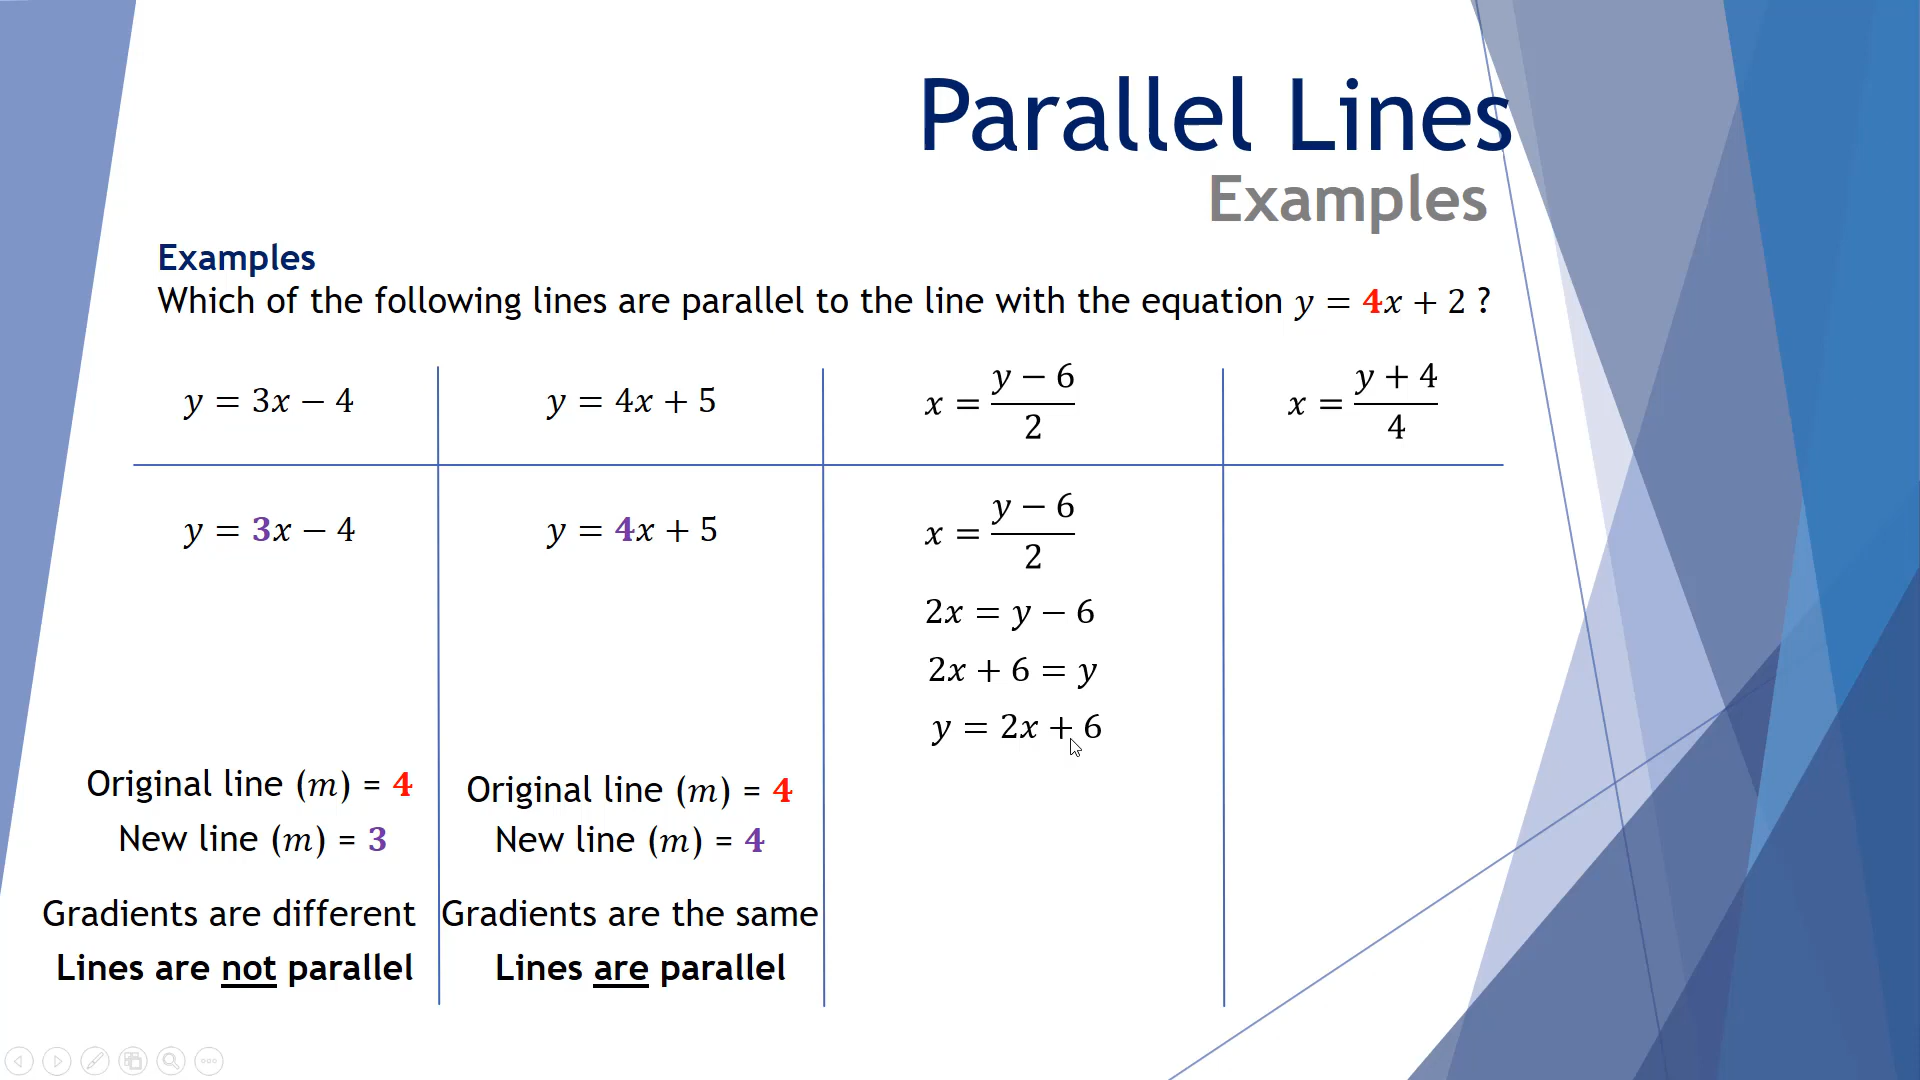 Parallel Lines
Examples
Examples
Which of the following lines are parallel to the line with the equation y = 4x + 2 ?
y = 3x − 4
y = 4x + 5
x = (y − 6)/2
x = (y + 4)/4
y = 3x − 4
y = 4x + 5
x = (y − 6)/2
2x = y − 6
2x + 6 = y
y = 2x + 6
Original line (m) = 4
New line (m) = 3
Gradients are different
Lines are not parallel
Original line (m) = 4
New line (m) = 4
Gradients are the same
Lines are parallel